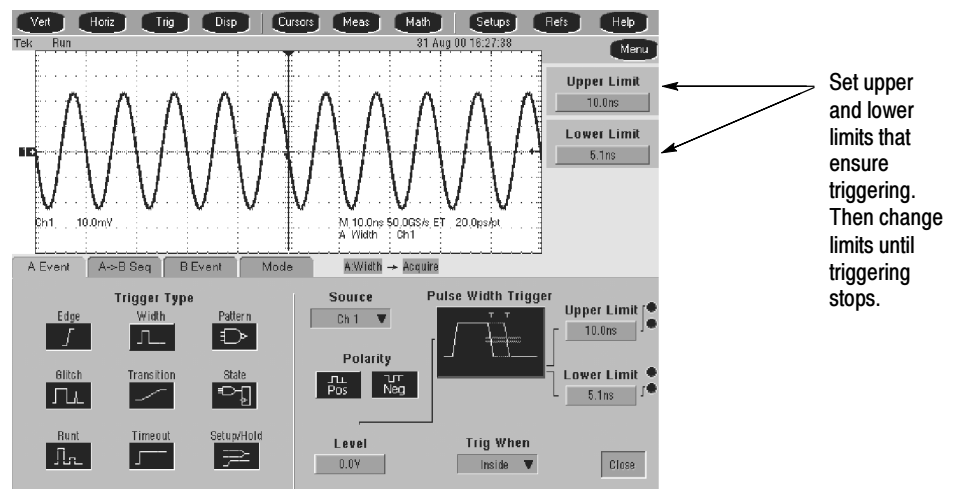 Vert Horiz Trig Disp Cursors Meas Math Setups Refs Help
Tek Run 31 Aug 00 16:27:38
Menu
Upper Limit
10.0ns
Lower Limit
5.1ns
Set upper
and lower
limits that
ensure
triggering.
Then change
limits until
triggering
stops.
Ch1 10.0mV M 10.0ns 50.0GS/s ET 20.0ps/pt
A Width Ch1
A Event A->B Seq B Event Mode A:Width → Acquire
Trigger Type
Edge Width Pattern
Glitch Transition State
Runt Timeout Setup/Hold
Source
Ch 1
Polarity
Pos Neg
Level
0.0V
Pulse Width Trigger
T T
Upper Limit
10.0ns
Lower Limit
5.1ns
Trig When
Inside
Close